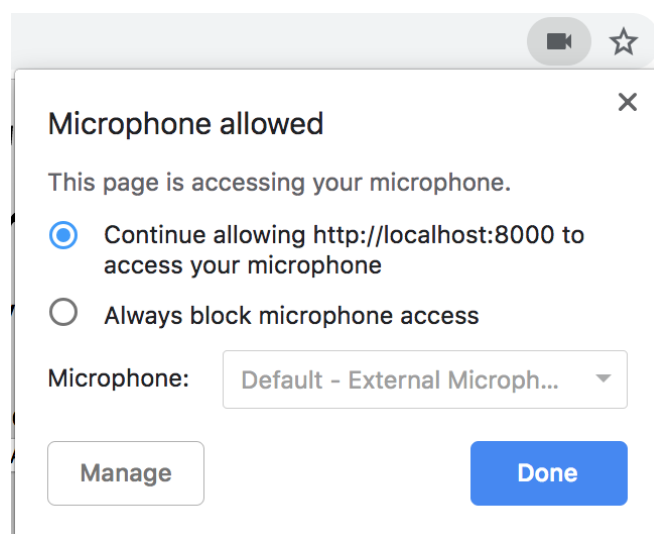 Microphone allowed
This page is accessing your microphone.
Continue allowing http://localhost:8000 to
access your microphone
Always block microphone access
Microphone:
Default - External Microph...
Manage
Done